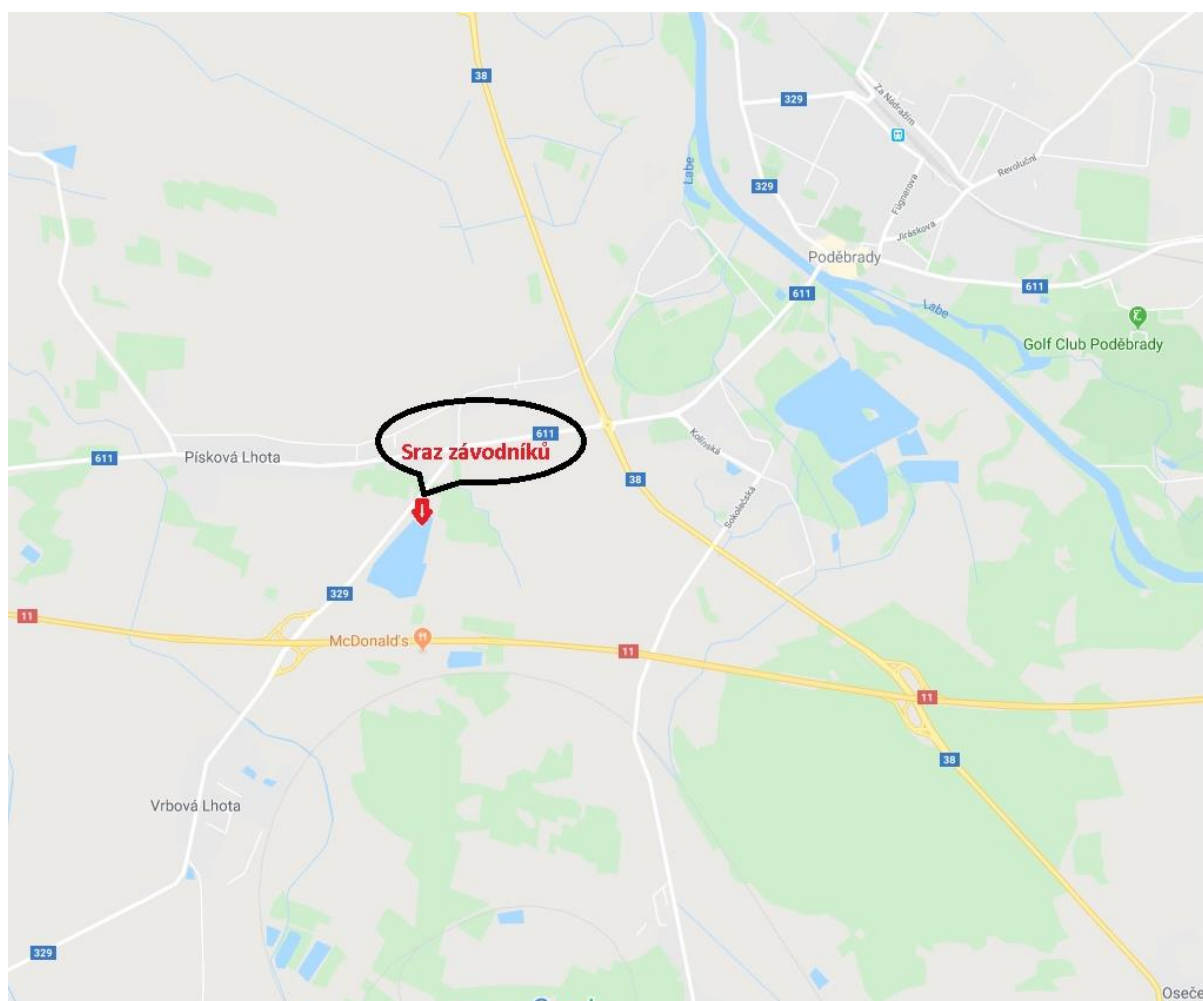 38
329
Za Nádražím
Revoluční
Labe
329
Fügnerova
Jiráskova
Poděbrady
611
611
Labe
Golf Club Poděbrady
611
Sraz závodníků
Písková Lhota
611
Kolínská
38
Sokolečská
329
11
McDonald's
11
11
38
Vrbová Lhota
329
Oseče